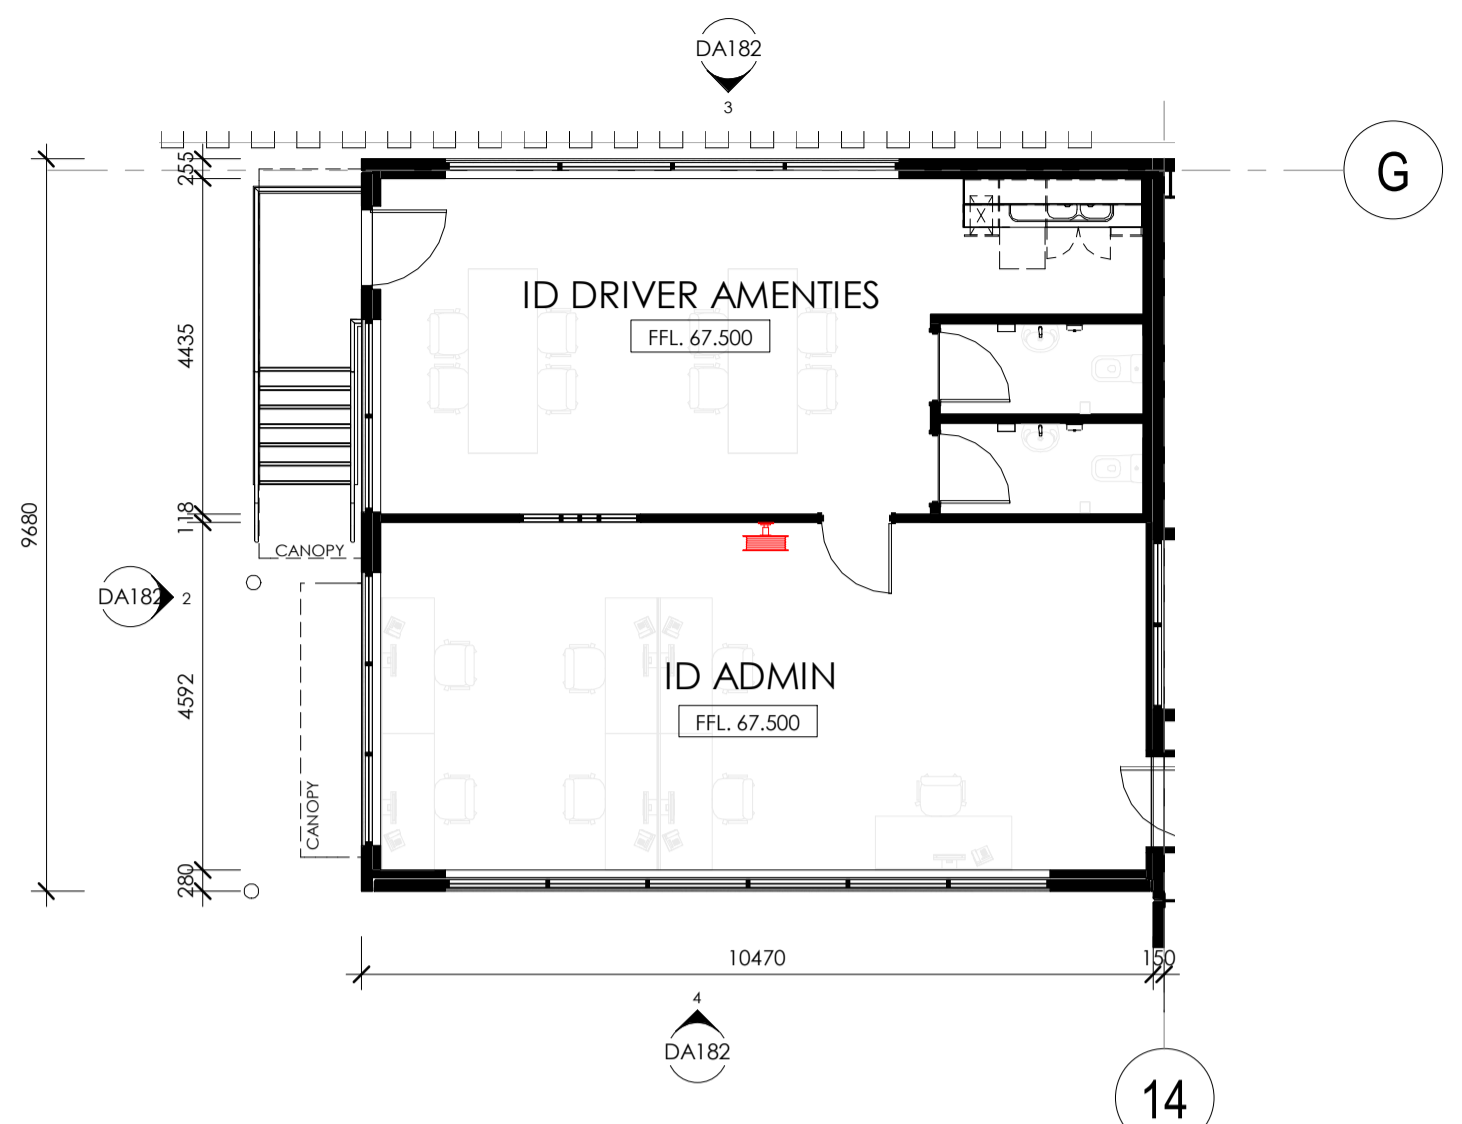 DA182
3
G
255
ID DRIVER AMENTIES
FFL. 67.500
4435
118
9680
CANOPY
DA182
2
ID ADMIN
FFL. 67.500
4592
CANOPY
280
10470
150
4
DA182
14